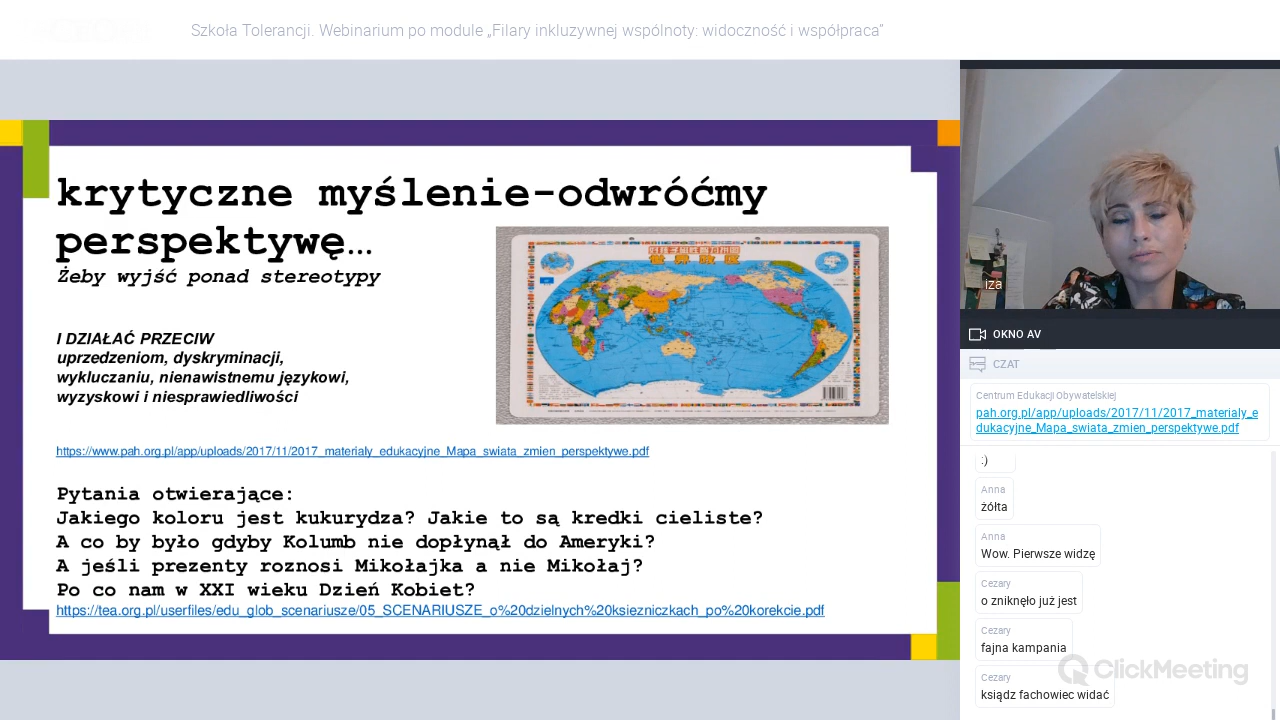 Szkoła Tolerancji. Webinarium po module „Filary inkluzywnej wspólnoty: widoczność i współpraca”
krytyczne myślenie-odwróćmy
perspektywę…
Żeby wyjść ponad stereotypy
I DZIAŁAĆ PRZECIW
uprzedzeniom, dyskryminacji,
wykluczaniu, nienawistnemu językowi,
wyzyskowi i niesprawiedliwości
https://www.pah.org.pl/app/uploads/2017/11/2017_materialy_edukacyjne_Mapa_swiata_zmien_perspektywe.pdf
Pytania otwierające:
Jakiego koloru jest kukurydza? Jakie to są kredki cieliste?
A co by było gdyby Kolumb nie dopłynął do Ameryki?
A jeśli prezenty roznosi Mikołajka a nie Mikołaj?
Po co nam w XXI wieku Dzień Kobiet?
https://tea.org.pl/userfiles/edu_glob_scenariusze/05_SCENARIUSZE_o%20dzielnych%20ksiezniczkach_po%20korekcie.pdf
iza
OKNO AV
CZAT
Centrum Edukacji Obywatelskiej
pah.org.pl/app/uploads/2017/11/2017_materialy_e
dukacyjne_Mapa_swiata_zmien_perspektywe.pdf
:)
Anna
żółta
Anna
Wow. Pierwsze widzę
Cezary
o zniknęło już jest
Cezary
fajna kampania
Cezary
ksiądz fachowiec widać
ClickMeeting